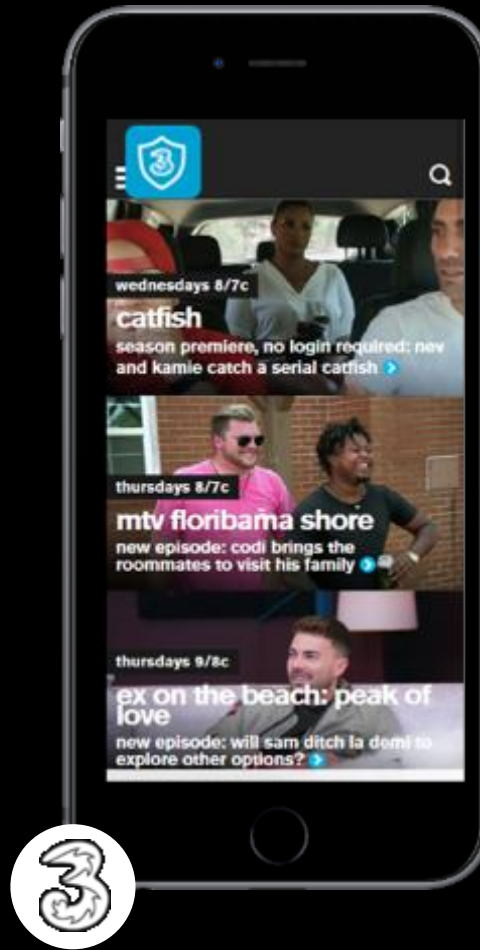 3
wednesdays 8/7c
catfish
season premiere, no login required: nev
and kamie catch a serial catfish
thursdays 8/7c
mtv floribama shore
new episode: codi brings the
roommates to visit his family
thursdays 9/8c
ex on the beach: peak of
love
new episode: will sam ditch la demi to
explore other options?
3